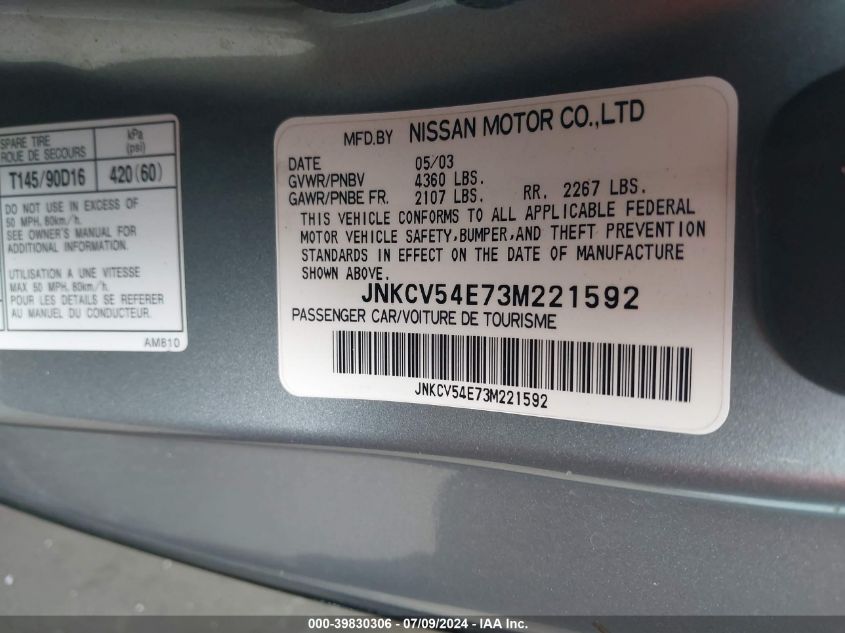 SPARE TIRE
ROUE DE SECOURS
kPa
(psi)
T145/90D16
420(60)
DO NOT USE IN EXCESS OF
50 MPH, 80km/h.
SEE OWNER'S MANUAL FOR
ADDITIONAL INFORMATION.
UTILISATION A UNE VITESSE
MAX 50 MPH, 80km/h.
POUR LES DETAILS SE REFERER
AU MANUEL DU CONDUCTEUR.
AM810
MFD.BY NISSAN MOTOR CO.,LTD
DATE 05/03
GVWR/PNBV 4360 LBS.
GAWR/PNBE FR. 2107 LBS. RR. 2267 LBS.
THIS VEHICLE CONFORMS TO ALL APPLICABLE FEDERAL
MOTOR VEHICLE SAFETY,BUMPER,AND THEFT PREVENTION
STANDARDS IN EFFECT ON THE DATE OF MANUFACTURE
SHOWN ABOVE.
JNKCV54E73M221592
PASSENGER CAR/VOITURE DE TOURISME
JNKCV54E73M221592
000-39830306 - 07/09/2024 - IAA Inc.